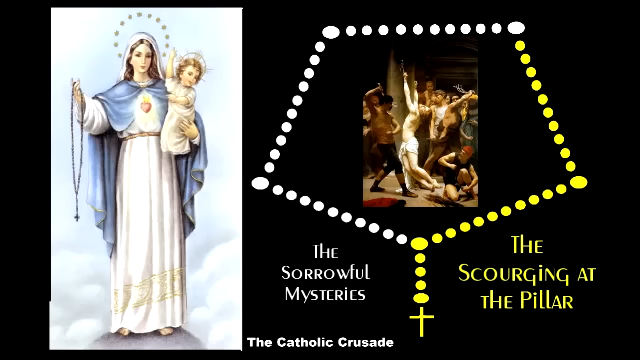 The
Sorrowful
Mysteries
The
Scourging at
the Pillar
The Catholic Crusade